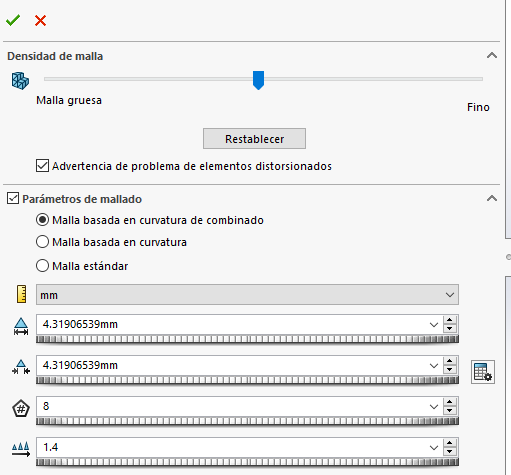 Densidad de malla
Malla gruesa
Fino
Restablecer
Advertencia de problema de elementos distorsionados
Parámetros de mallado
Malla basada en curvatura de combinado
Malla basada en curvatura
Malla estándar
mm
4.31906539mm
4.31906539mm
8
1.4